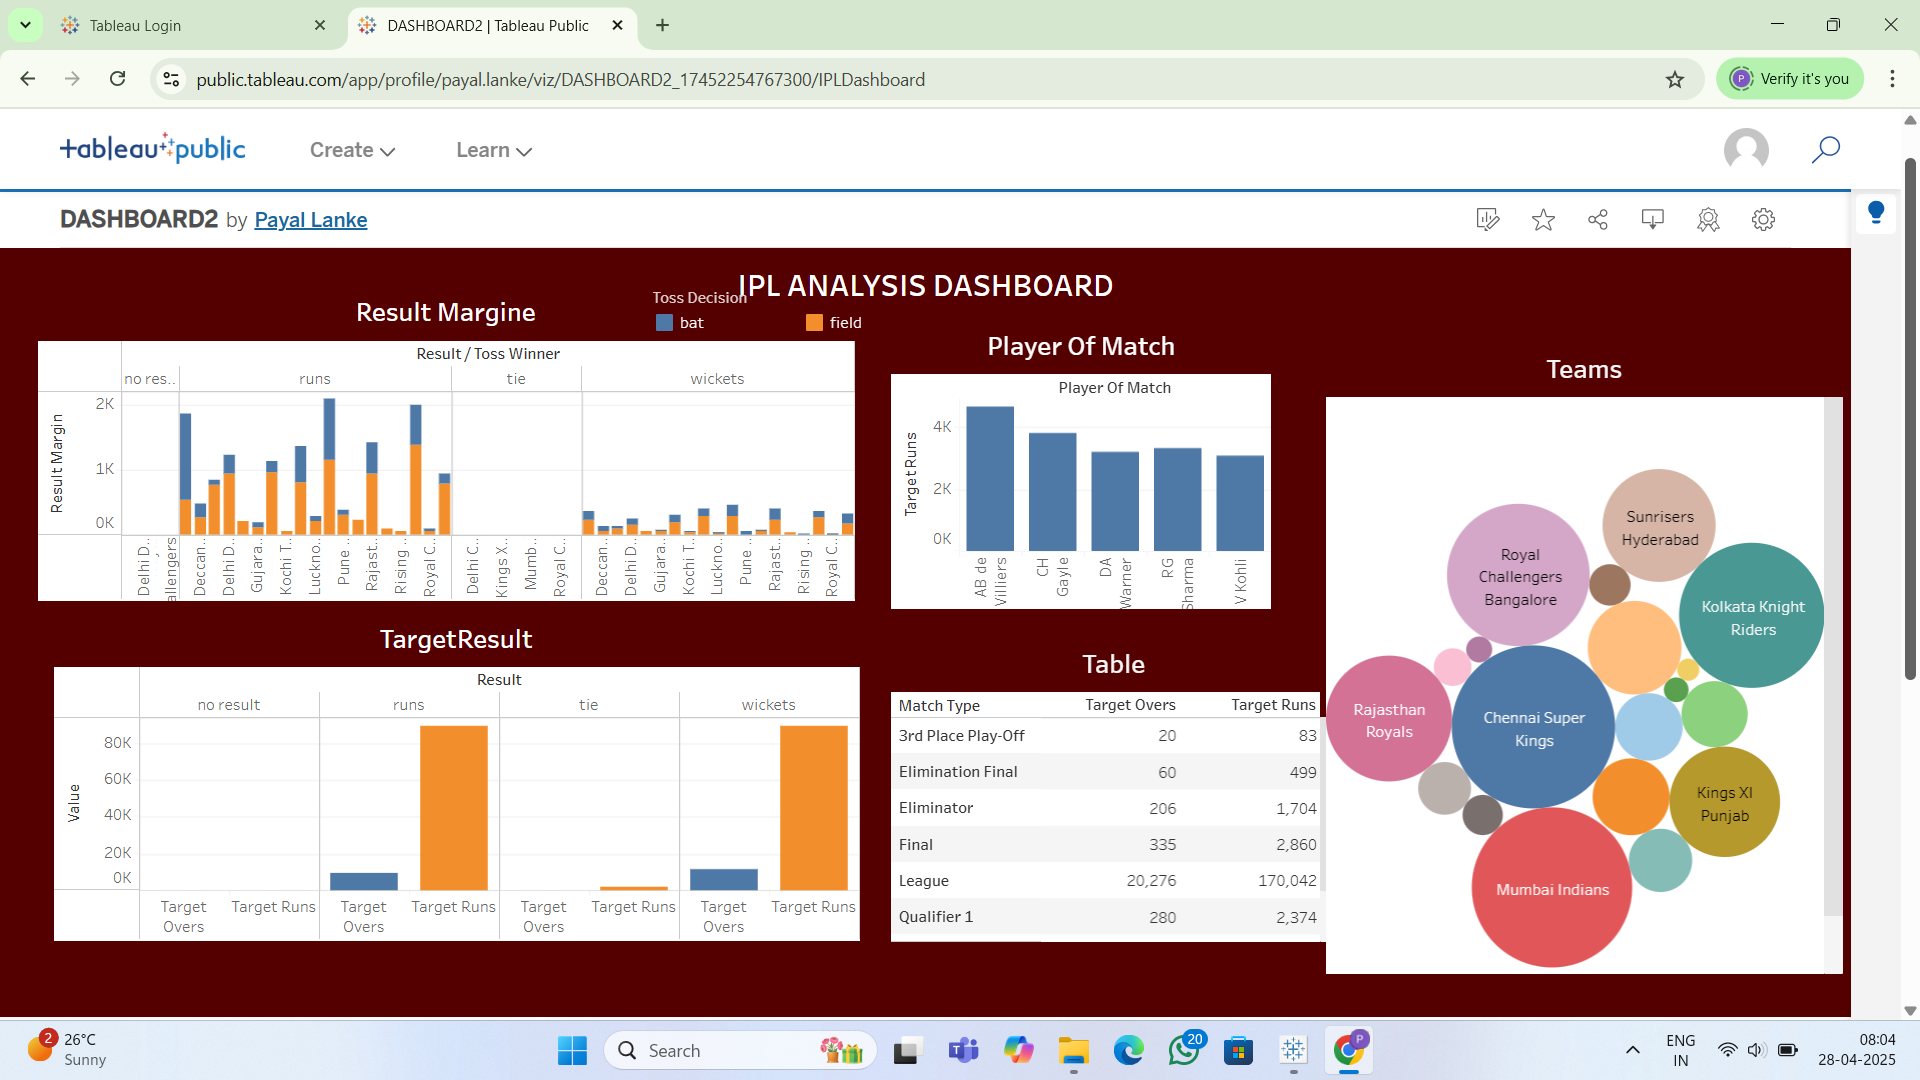 Tableau Login
DASHBOARD2 | Tableau Public
public.tableau.com/app/profile/payal.lanke/viz/DASHBOARD2_17452254767300/IPLDashboard
P
Verify it's you
tableau public
Create
Learn
DASHBOARD2 by Payal Lanke
IPL ANALYSIS DASHBOARD
Result Margine
Toss Decision
bat
field
Result / Toss Winner
no res..
runs
tie
wickets
Result Margin
2K
1K
0K
Delhi D..
allengers
Deccan..
Delhi D..
Gujara..
Kochi T..
Luckno..
Pune ..
Rajast..
Rising ..
Royal C..
Delhi C..
Kings X..
Mumb..
Royal C..
Deccan..
Delhi D..
Gujara..
Kochi T..
Luckno..
Pune ..
Rajast..
Rising ..
Royal C..
Player Of Match
Player Of Match
Target Runs
4K
2K
0K
AB de
Villiers
CH
Gayle
DA
Warner
RG
Sharma
V Kohli
Teams
Sunrisers
Hyderabad
Royal
Challengers
Bangalore
Kolkata Knight
Riders
Rajasthan
Royals
Chennai Super
Kings
Kings XI
Punjab
Mumbai Indians
TargetResult
Result
no result
runs
tie
wickets
Value
80K
60K
40K
20K
0K
Target
Overs
Target Runs
Target
Overs
Target Runs
Target
Overs
Target Runs
Target
Overs
Target Runs
Table
Match Type Target Overs Target Runs
3rd Place Play-Off 20 83
Elimination Final 60 499
Eliminator 206 1,704
Final 335 2,860
League 20,276 170,042
Qualifier 1 280 2,374
2
26°C
Sunny
Search
20
P
ENG
IN
08:04
28-04-2025